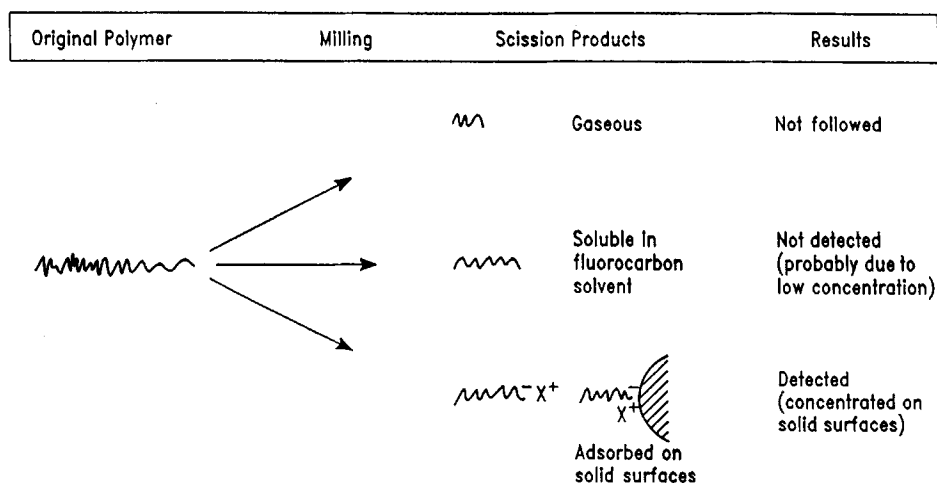 Original Polymer Milling Scission Products Results
Gaseous Not followed
Soluble in
fluorocarbon
solvent
Not detected
(probably due to
low concentration)
− X+
−
X+
Adsorbed on
solid surfaces
Detected
(concentrated on
solid surfaces)